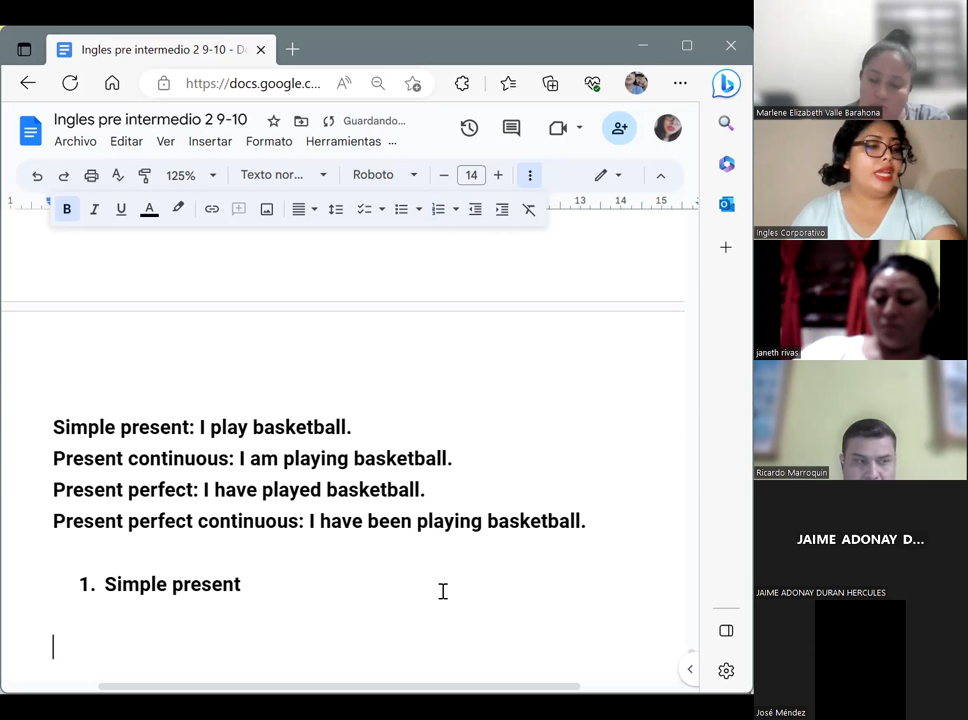 Ingles pre intermedio 2 9-10 - D
https://docs.google.c...
Ingles pre intermedio 2 9-10
Guardando...
Archivo Editar Ver Insertar Formato Herramientas ...
125% Texto nor... Roboto 14
1 13 14 15
Simple present: I play basketball.
Present continuous: I am playing basketball.
Present perfect: I have played basketball.
Present perfect continuous: I have been playing basketball.
1. Simple present
Marlene Elizabeth Valle Barahona
Ingles Corporativo
janeth rivas
Ricardo Marroquin
JAIME ADONAY D...
JAIME ADONAY DURAN HERCULES
José Méndez